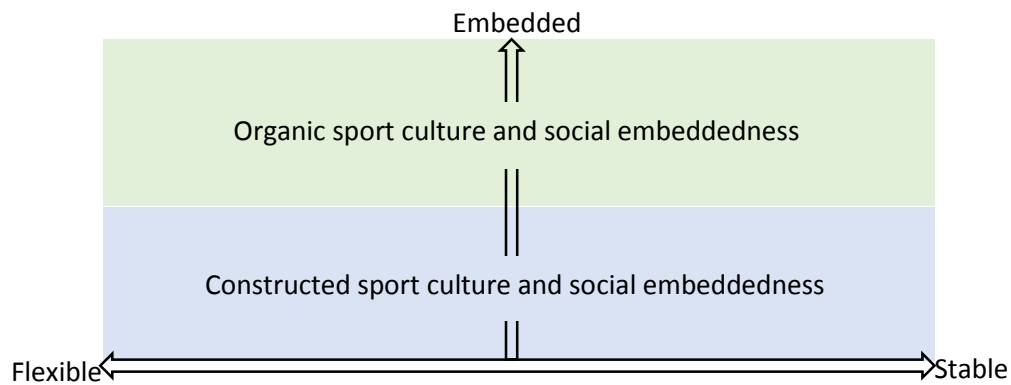 Embedded
Organic sport culture and social embeddedness
Constructed sport culture and social embeddedness
Flexible
Stable